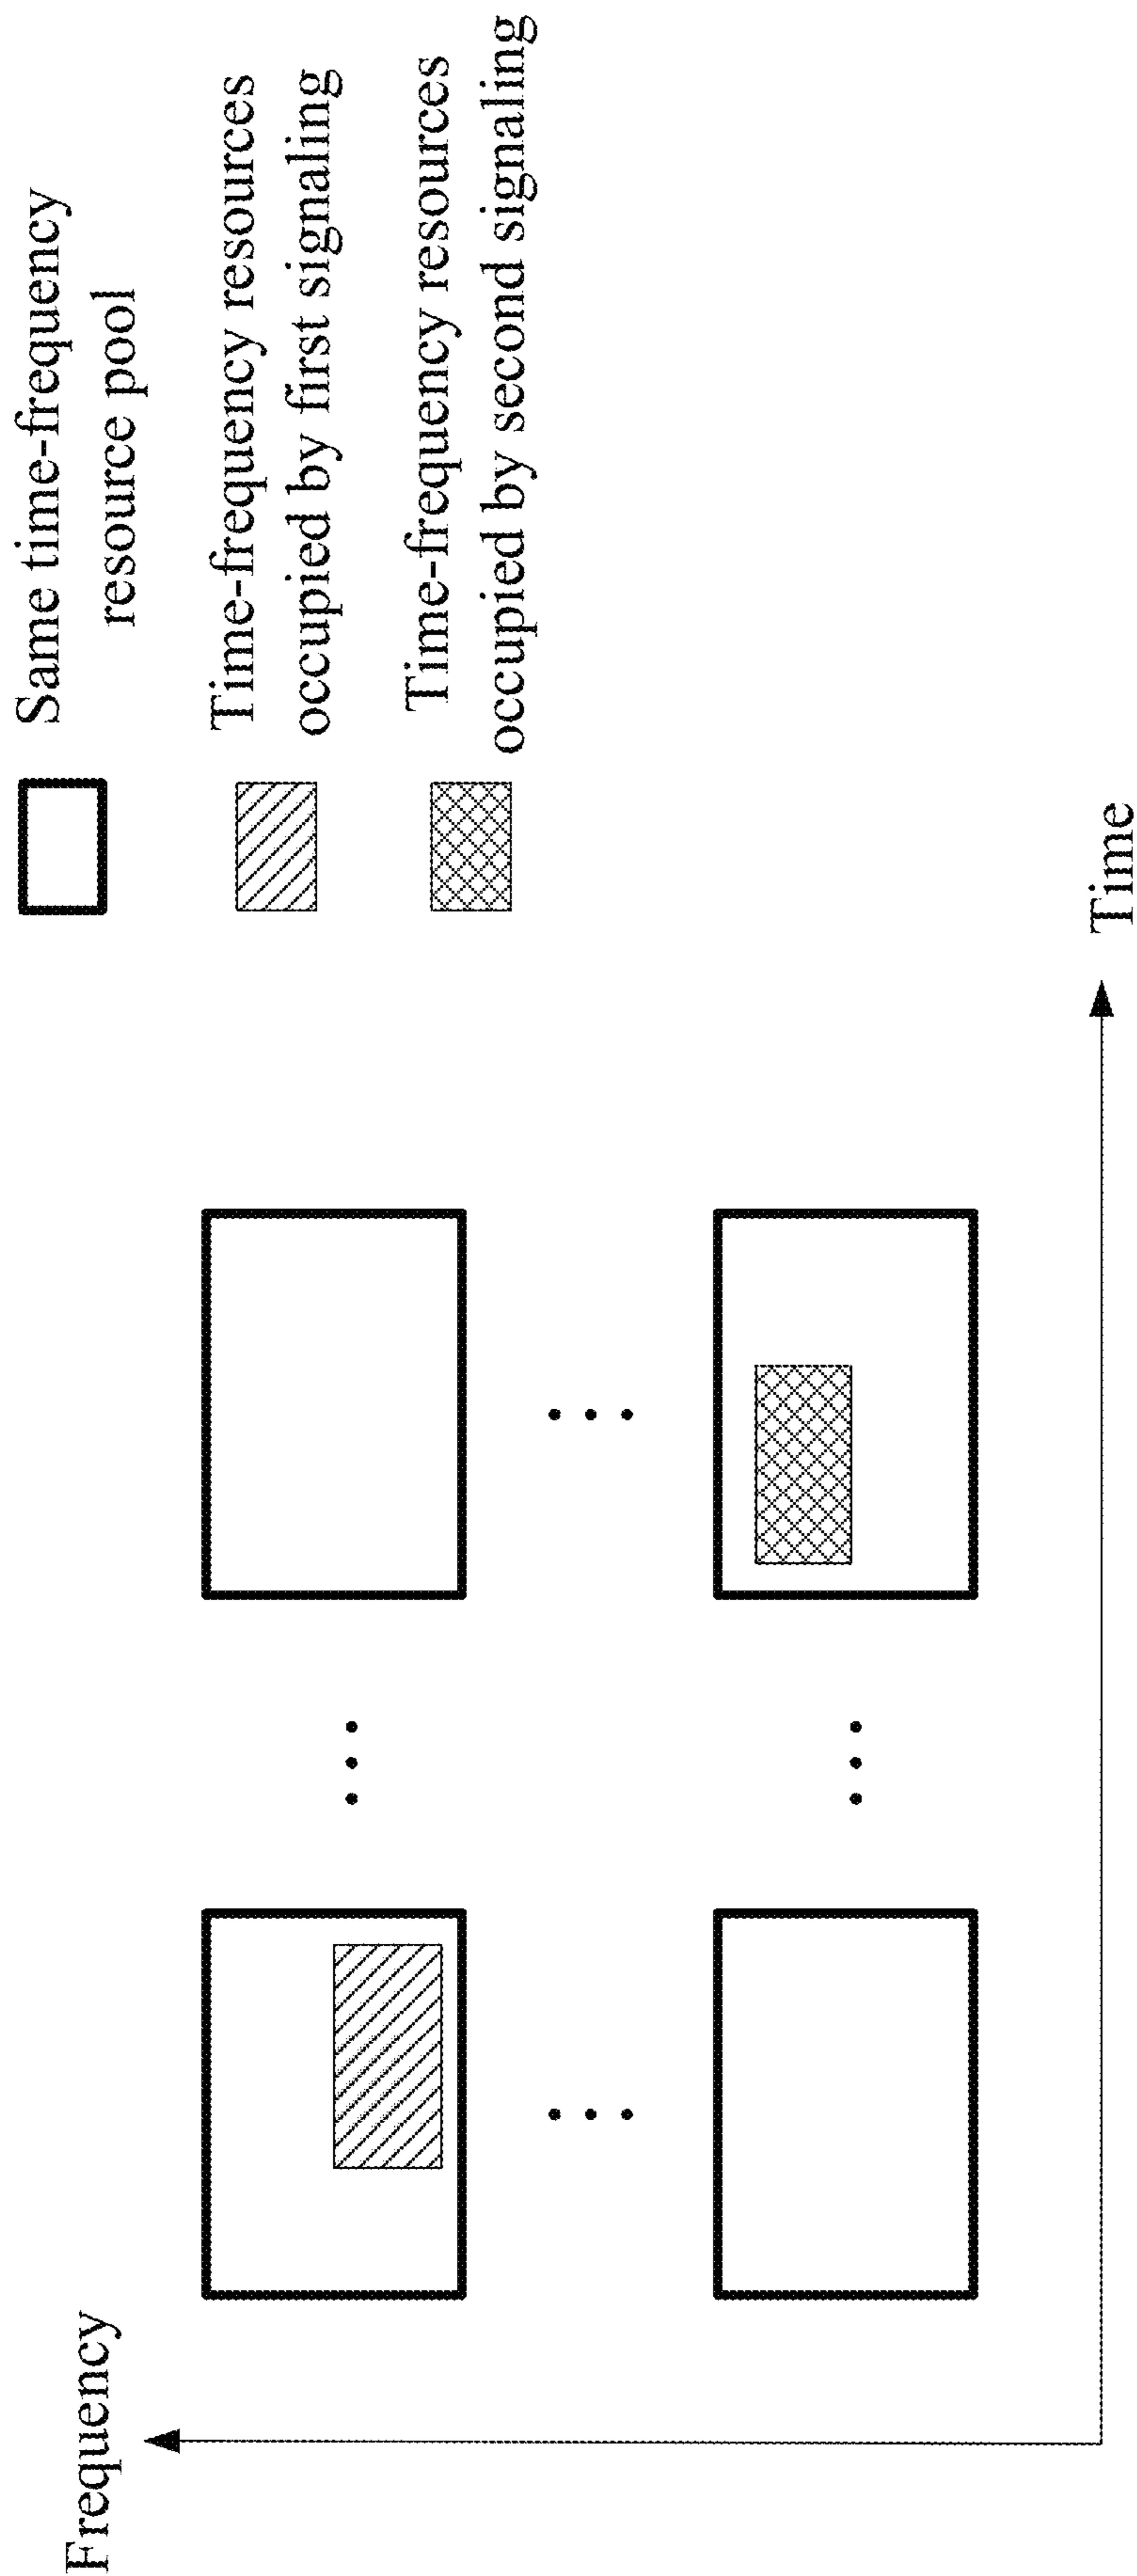 Same time-frequency
resource pool
Time-frequency resources
occupied by first signaling
Time-frequency resources
occupied by second signaling
Frequency
Time